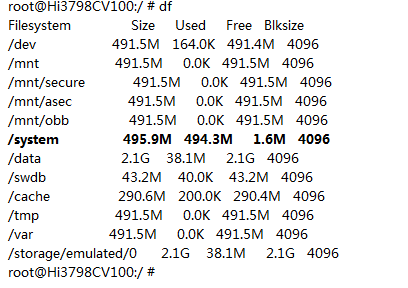 root@Hi3798CV100:/ # df
Filesystem Size Used Free Blksize
/dev 491.5M 164.0K 491.4M 4096
/mnt 491.5M 0.0K 491.5M 4096
/mnt/secure 491.5M 0.0K 491.5M 4096
/mnt/asec 491.5M 0.0K 491.5M 4096
/mnt/obb 491.5M 0.0K 491.5M 4096
/system 495.9M 494.3M 1.6M 4096
/data 2.1G 38.1M 2.1G 4096
/swdb 43.2M 40.0K 43.2M 4096
/cache 290.6M 200.0K 290.4M 4096
/tmp 491.5M 0.0K 491.5M 4096
/var 491.5M 0.0K 491.5M 4096
/storage/emulated/0 2.1G 38.1M 2.1G 4096
root@Hi3798CV100:/ #